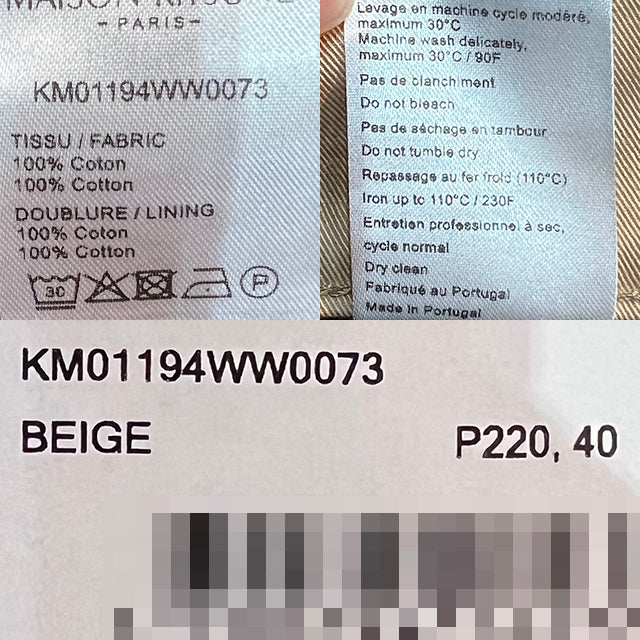 - PARIS -
KM01194WW0073
TISSU / FABRIC
100% Coton
100% Cotton
DOUBLURE / LINING
100% Coton
100% Cotton
30
P
Lavage en machine cycle modéré,
maximum 30°C
Machine wash delicately,
maximum 30°C / 90F
Pas de blanchiment
Do not bleach
Pas de séchage en tambour
Do not tumble dry
Repassage au fer froid (110°C)
Iron up to 110°C / 230F
Entretien professionnel à sec,
cycle normal
Dry clean
Fabriqué au Portugal
Made in Portugal
KM01194WW0073
BEIGE
P220, 40